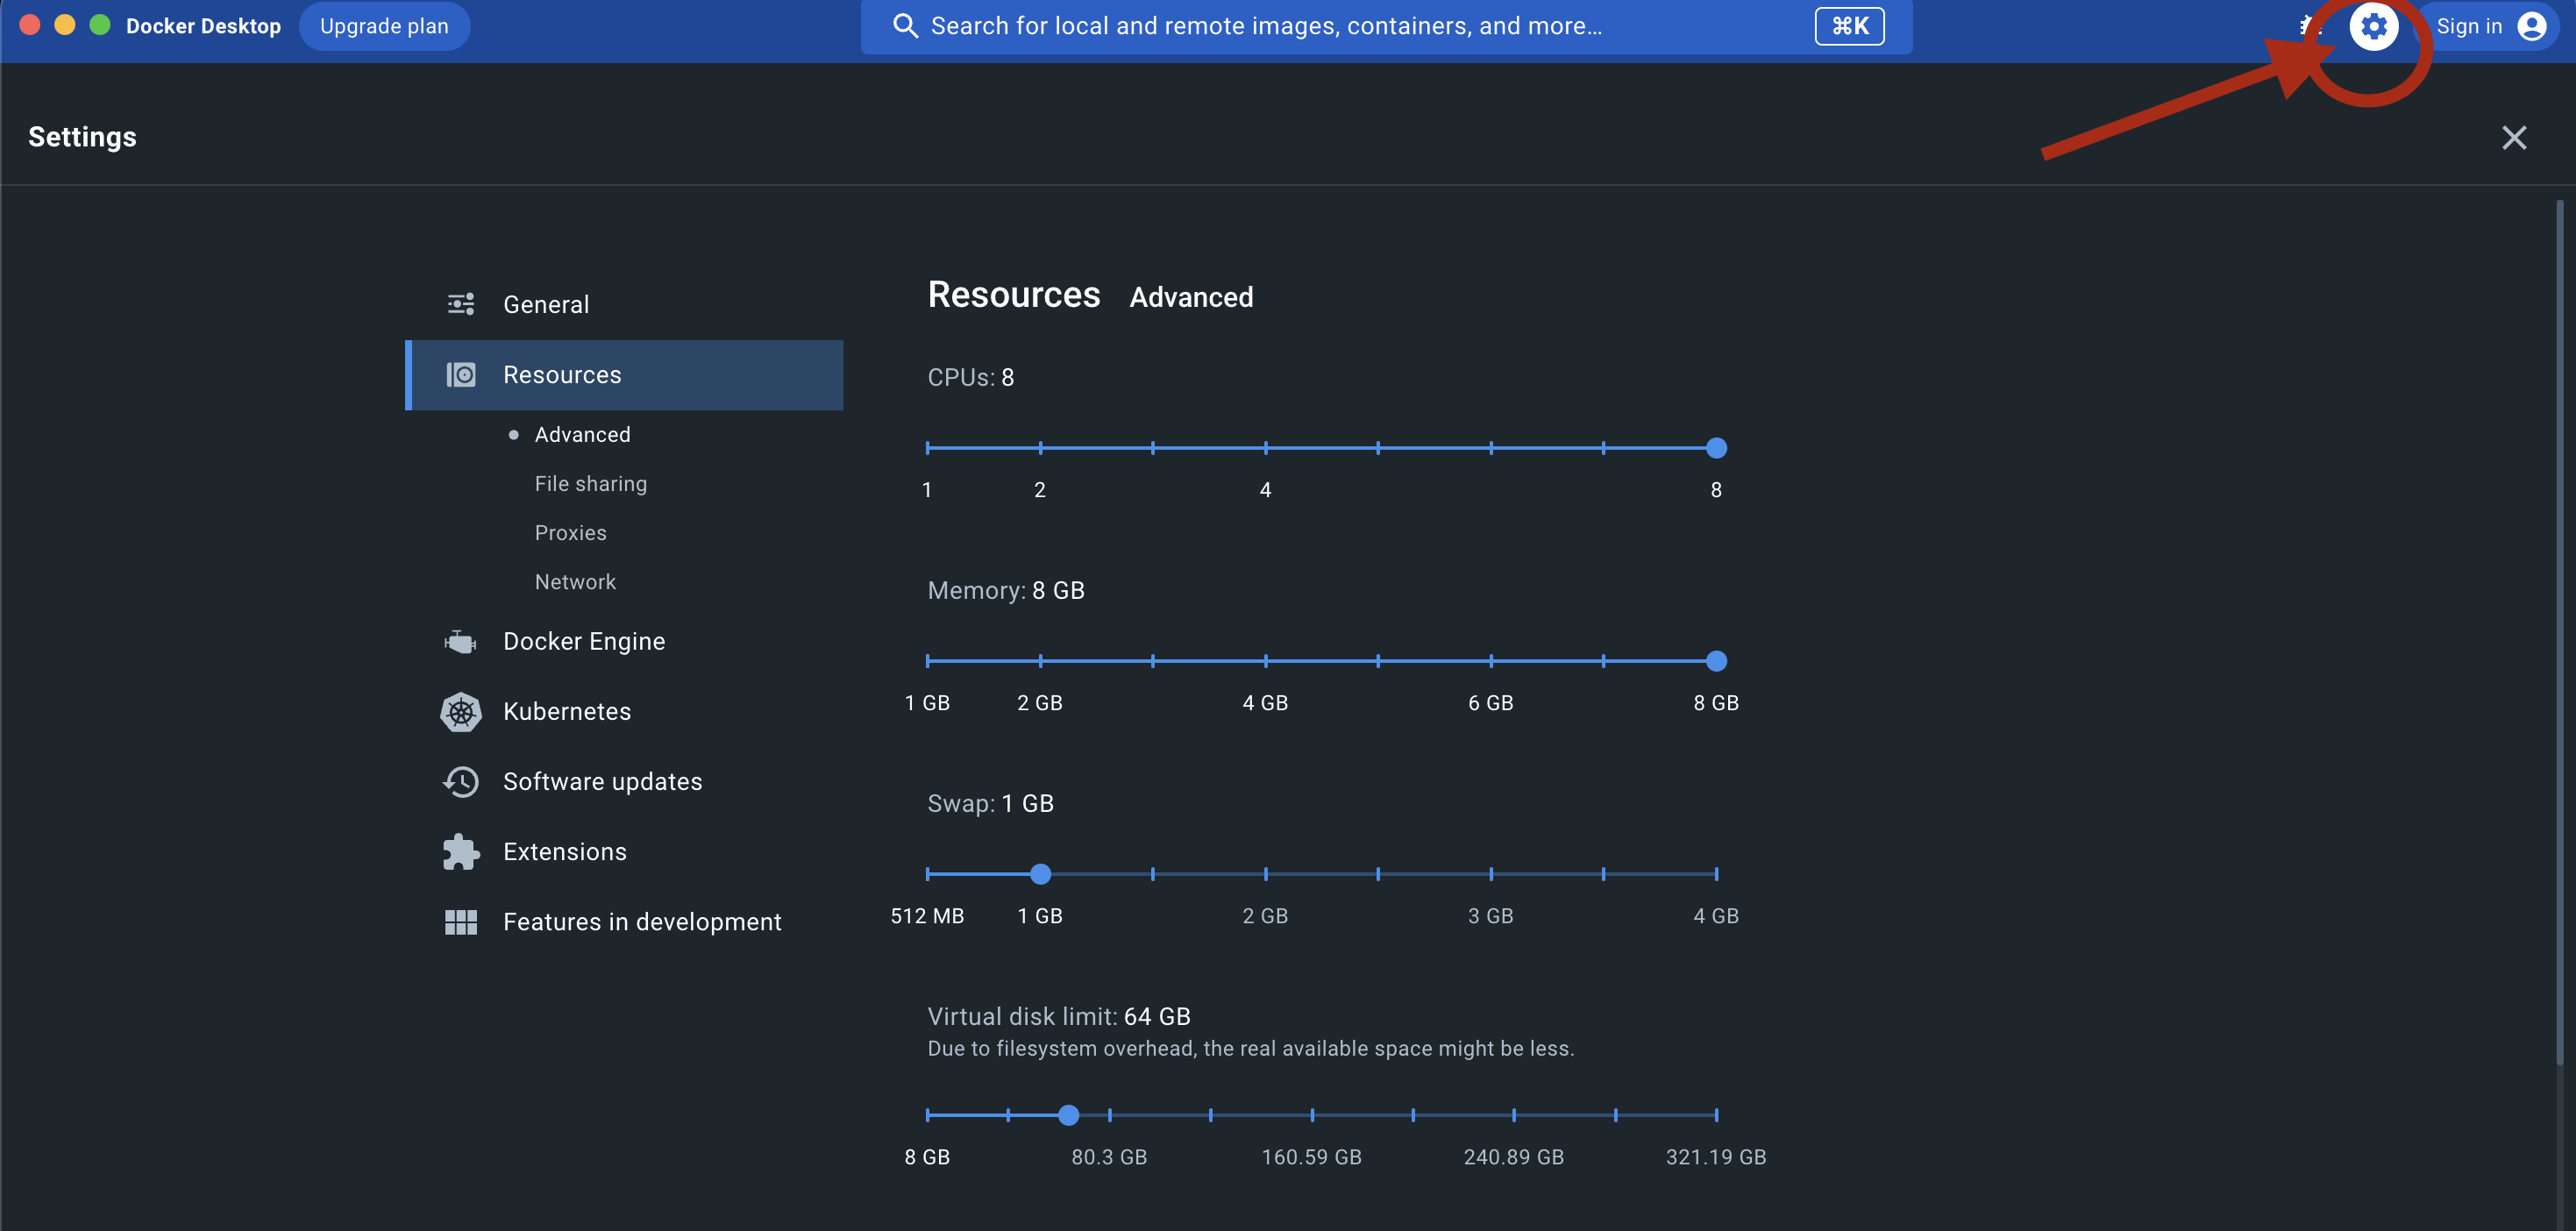 Docker Desktop Upgrade plan Search for local and remote images, containers, and more... ⌘K Sign in
Settings
General
Resources
Advanced
File sharing
Proxies
Network
Docker Engine
Kubernetes
Software updates
Extensions
Features in development
Resources Advanced
CPUs: 8
1 2 4 8
Memory: 8 GB
1 GB 2 GB 4 GB 6 GB 8 GB
Swap: 1 GB
512 MB 1 GB 2 GB 3 GB 4 GB
Virtual disk limit: 64 GB
Due to filesystem overhead, the real available space might be less.
8 GB 80.3 GB 160.59 GB 240.89 GB 321.19 GB